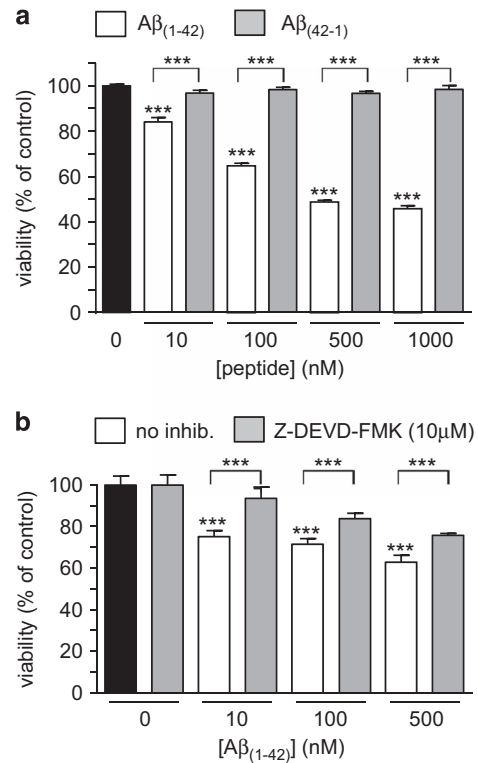 a
Aβ(1-42) Aβ(42-1)
*** *** *** ***
***
***
***
***
100
80
60
40
20
0
viability (% of control)
0 10 100 500 1000
[peptide] (nM)
b
no inhib. Z-DEVD-FMK (10μM)
*** *** ***
***
***
***
100
80
60
40
20
0
viability (% of control)
0 10 100 500
[Aβ(1-42)] (nM)